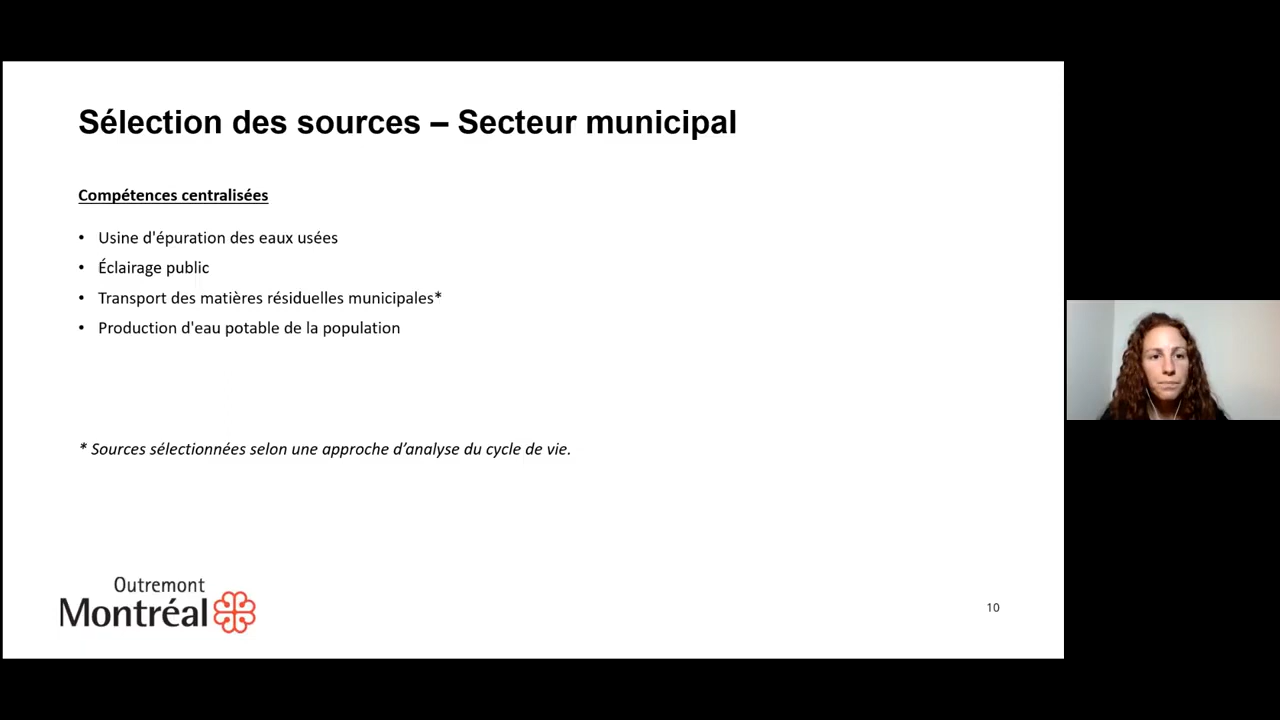 Sélection des sources – Secteur municipal
Compétences centralisées
• Usine d'épuration des eaux usées
• Éclairage public
• Transport des matières résiduelles municipales*
• Production d'eau potable de la population
* Sources sélectionnées selon une approche d’analyse du cycle de vie.
Outremont
Montréal
10